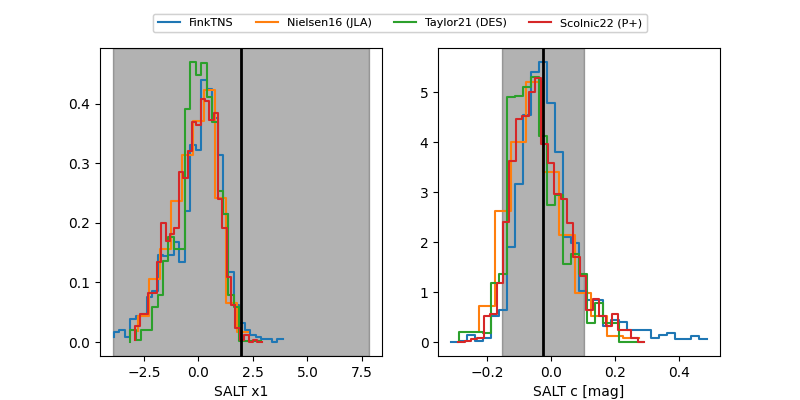 FinkTNS Nielsen16 (JLA) Taylor21 (DES) Scolnic22 (P+)
0.4
0.3
0.2
0.1
0.0
−2.5 0.0 2.5 5.0 7.5
SALT x1
5
4
3
2
1
0
−0.2 0.0 0.2 0.4
SALT c [mag]